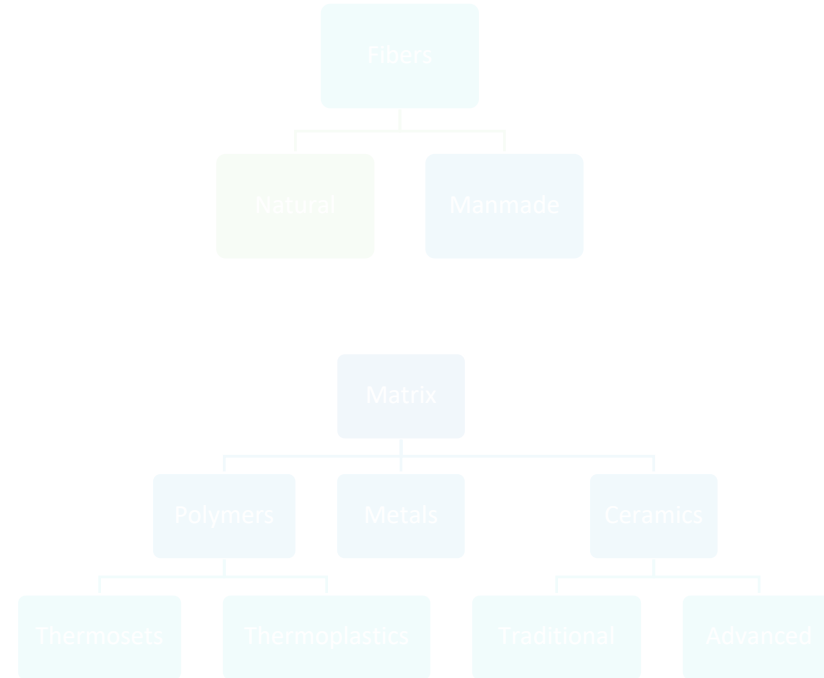 Fibers
Natural
Manmade
Matrix
Polymers
Metals
Ceramics
Thermosets
Thermoplastics
Traditional
Advanced